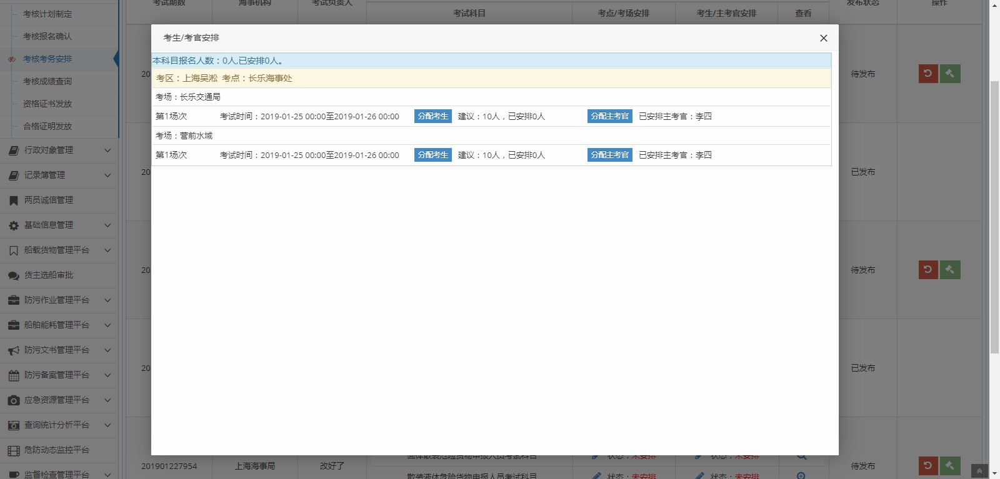 考试期数 海事机构 考试负责人 发布状态 操作
考试科目 考点/考场安排 考生/主考官安排 查看
考核计划制定
考核报名确认
考核考务安排
考核成绩查询
资格证书发放
合格证明发放
行政对象管理
记录簿管理
两员诚信管理
基础信息管理
船载货物管理平台
货主选船审批
防污作业管理平台
船舶能耗管理平台
防污文书管理平台
防污备案管理平台
应急资源管理平台
查询统计分析平台
危防动态监控平台
监督检查管理平台
考生/考官安排
本科目报名人数：0人,已安排0人。
考区：上海吴淞 考点：长乐海事处
考场：长乐交通局
第1场次 考试时间：2019-01-25 00:00至2019-01-26 00:00 分配考生 建议：10人，已安排0人 分配主考官 已安排主考官：李四
考场：营前水域
第1场次 考试时间：2019-01-25 00:00至2019-01-26 00:00 分配考生 建议：10人，已安排0人 分配主考官 已安排主考官：李四
20 待发布
20 已发布
20 待发布
20 已发布
固体散装危险货物申报人员考试科目 状态：未安排 状态：未安排
201901227954 上海海事局 改好了 待发布
散装液体危险货物申报人员考试科目 状态：未安排 状态：未安排